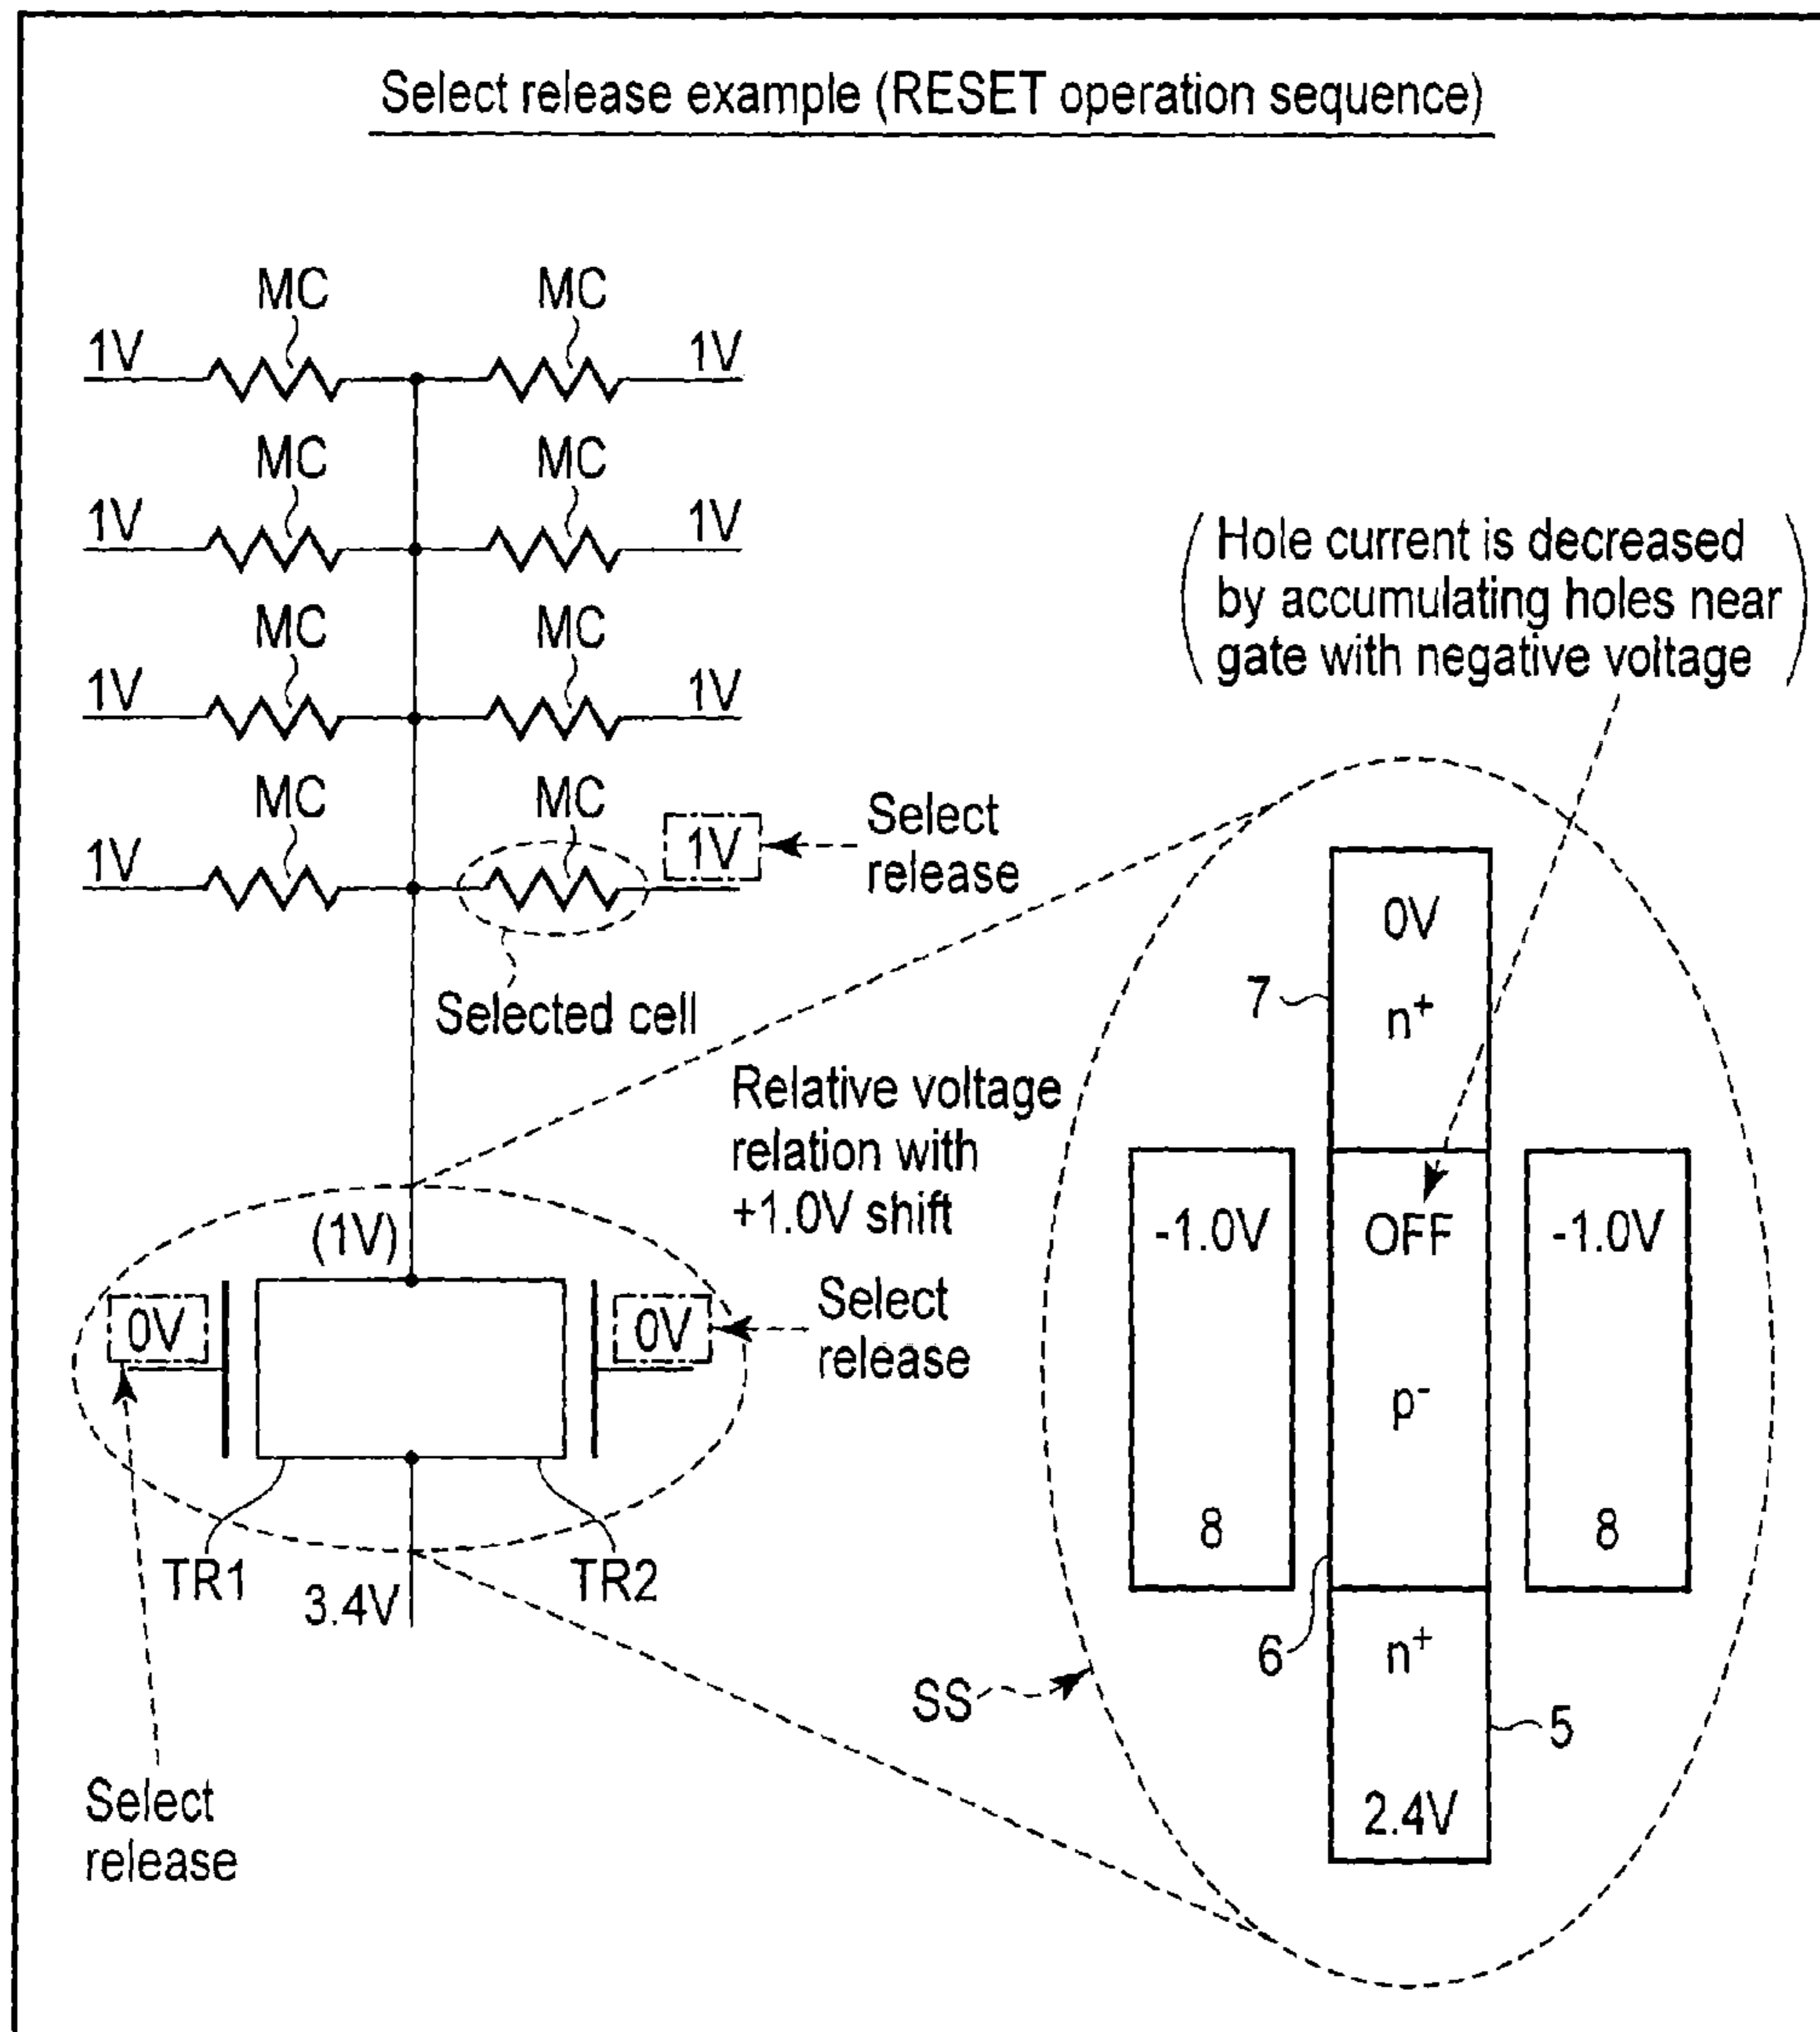 Select release example (RESET operation sequence)
MC MC
1V 1V
MC MC
1V 1V
MC MC
1V 1V
MC MC
1V 1V
Select
release
Selected cell
(Hole current is decreased
by accumulating holes near
gate with negative voltage)
Relative voltage
relation with
+1.0V shift
(1V)
0V 0V
Select
release
TR1 TR2
3.4V
Select
release
0V
7
n+
-1.0V OFF -1.0V
p-
8 8
6
n+
SS
5
2.4V